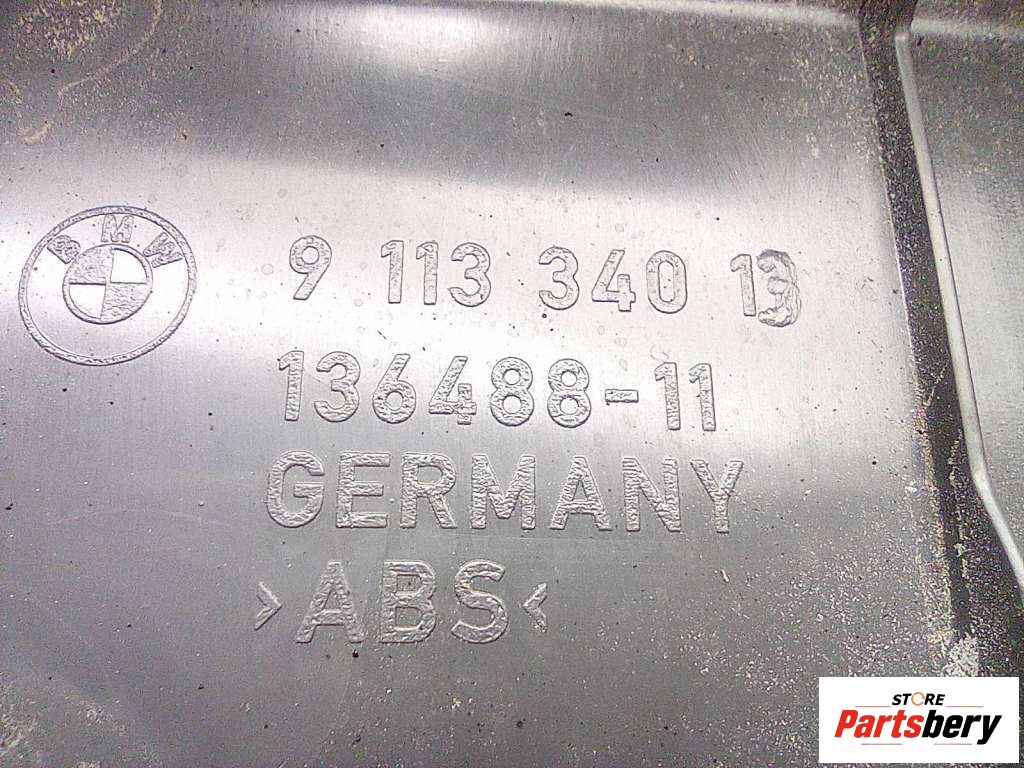 BMW
9 113 340 13
136488-11
GERMANY
>ABS<
STORE
Partsbery